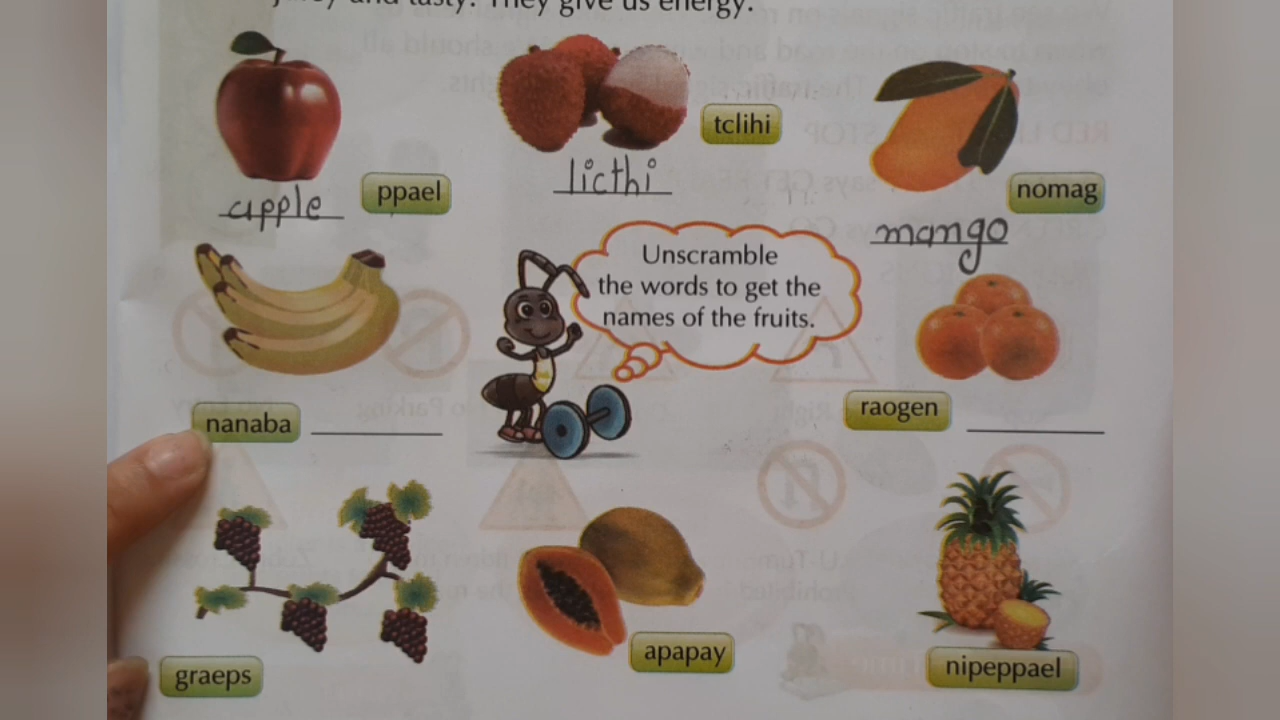 juicy and tasty. They give us energy.
tclihi
licthi
ppael
apple
nomag
mango
Unscramble
the words to get the
names of the fruits.
nanaba
raogen
graeps
apapay
nipeppael